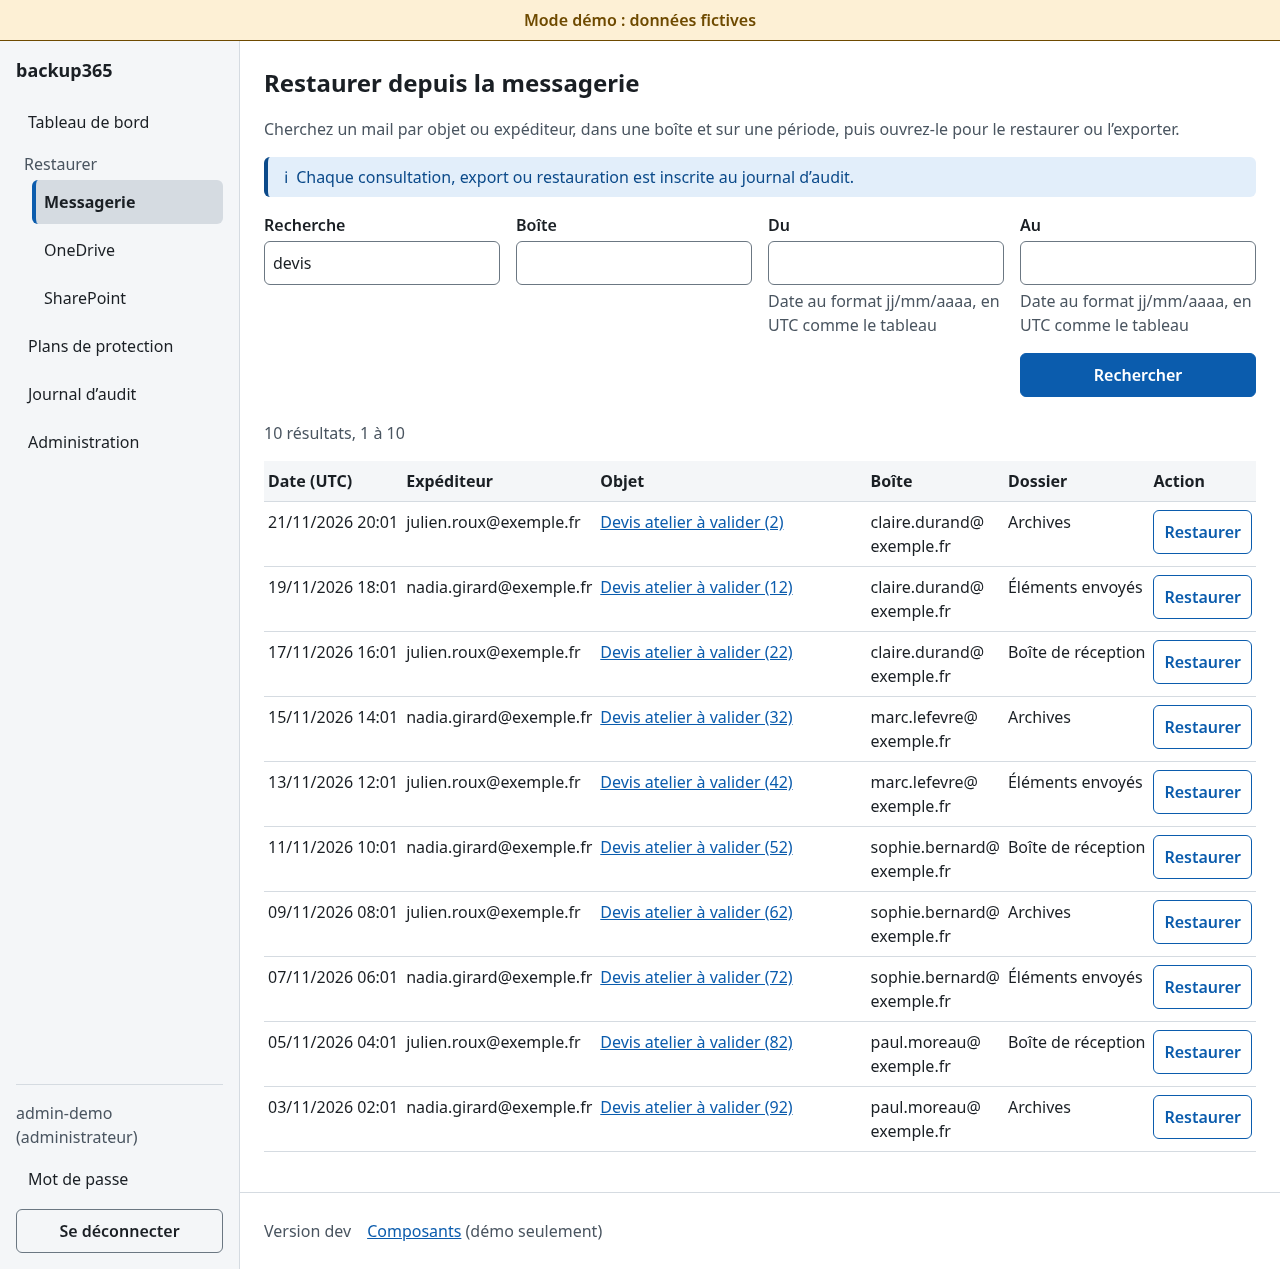 Mode démo : données fictives
backup365
Tableau de bord
Restaurer
Messagerie
OneDrive
SharePoint
Plans de protection
Journal d’audit
Administration
admin-demo
(administrateur)
Mot de passe
Se déconnecter
Restaurer depuis la messagerie
Cherchez un mail par objet ou expéditeur, dans une boîte et sur une période, puis ouvrez-le pour le restaurer ou l’exporter.
i Chaque consultation, export ou restauration est inscrite au journal d’audit.
Recherche Boîte Du Au
devis
Date au format jj/mm/aaaa, en Date au format jj/mm/aaaa, en
UTC comme le tableau UTC comme le tableau
Rechercher
10 résultats, 1 à 10
Date (UTC) Expéditeur Objet Boîte Dossier Action
21/11/2026 20:01 julien.roux@exemple.fr Devis atelier à valider (2) claire.durand@ Archives Restaurer
exemple.fr
19/11/2026 18:01 nadia.girard@exemple.fr Devis atelier à valider (12) claire.durand@ Éléments envoyés Restaurer
exemple.fr
17/11/2026 16:01 julien.roux@exemple.fr Devis atelier à valider (22) claire.durand@ Boîte de réception Restaurer
exemple.fr
15/11/2026 14:01 nadia.girard@exemple.fr Devis atelier à valider (32) marc.lefevre@ Archives Restaurer
exemple.fr
13/11/2026 12:01 julien.roux@exemple.fr Devis atelier à valider (42) marc.lefevre@ Éléments envoyés Restaurer
exemple.fr
11/11/2026 10:01 nadia.girard@exemple.fr Devis atelier à valider (52) sophie.bernard@ Boîte de réception Restaurer
exemple.fr
09/11/2026 08:01 julien.roux@exemple.fr Devis atelier à valider (62) sophie.bernard@ Archives Restaurer
exemple.fr
07/11/2026 06:01 nadia.girard@exemple.fr Devis atelier à valider (72) sophie.bernard@ Éléments envoyés Restaurer
exemple.fr
05/11/2026 04:01 julien.roux@exemple.fr Devis atelier à valider (82) paul.moreau@ Boîte de réception Restaurer
exemple.fr
03/11/2026 02:01 nadia.girard@exemple.fr Devis atelier à valider (92) paul.moreau@ Archives Restaurer
exemple.fr
Version dev Composants (démo seulement)